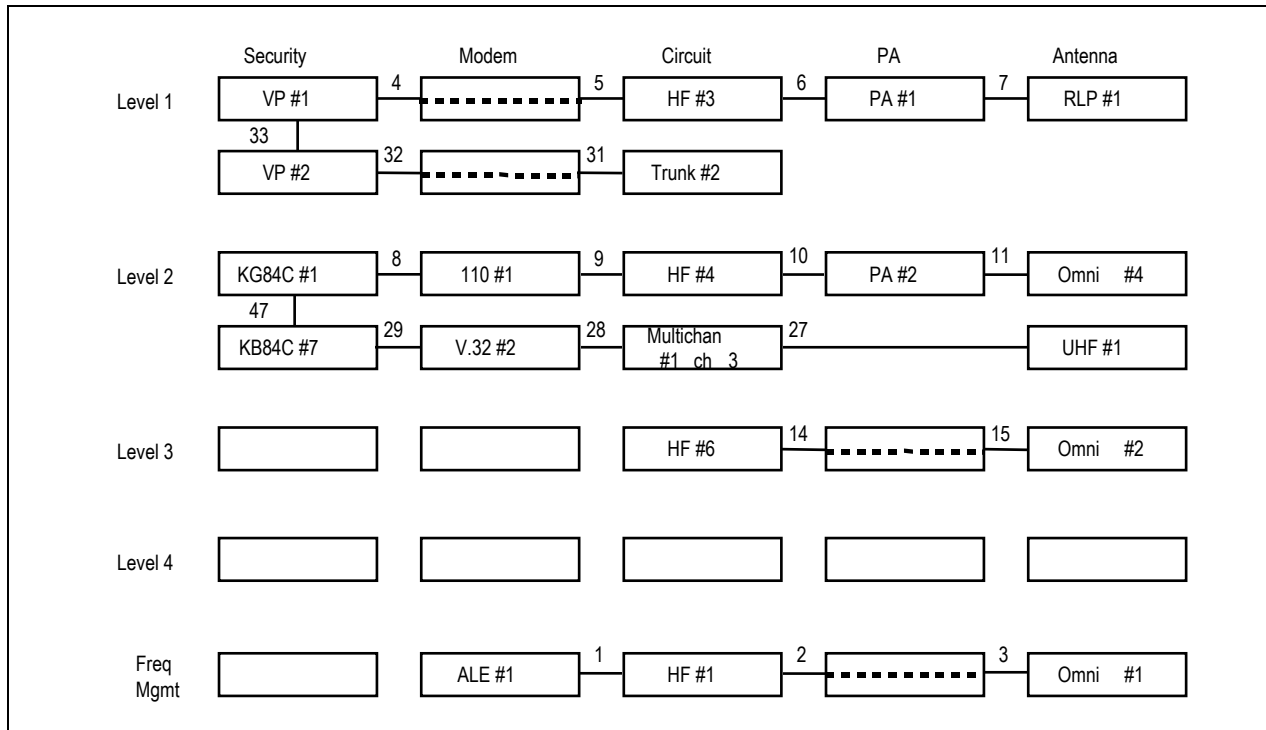 Security Modem Circuit PA Antenna
Level 1 VP #1 4 5 HF #3 6 PA #1 7 RLP #1
33
VP #2 32 31 Trunk #2
Level 2 KG84C #1 8 110 #1 9 HF #4 10 PA #2 11 Omni #4
47
KB84C #7 29 V.32 #2 28 Multichan 27 UHF #1
#1 ch 3
Level 3 HF #6 14 15 Omni #2
Level 4
Freq ALE #1 1 HF #1 2 3 Omni #1
Mgmt